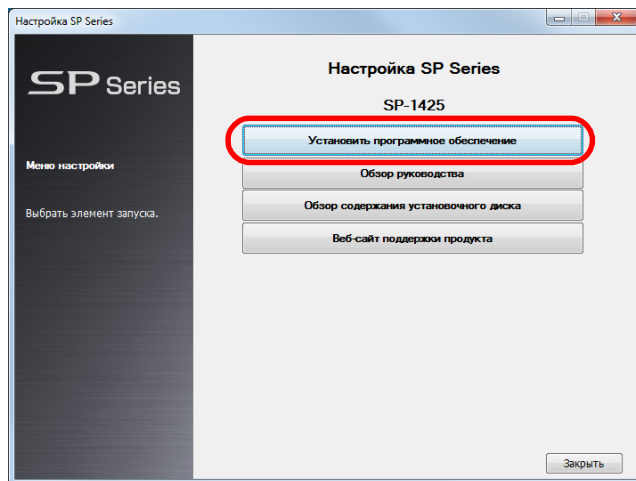 Настройка SP Series
SP Series
Меню настройки
Выбрать элемент запуска.
Настройка SP Series
SP-1425
Установить программное обеспечение
Обзор руководства
Обзор содержания установочного диска
Веб-сайт поддержки продукта
Закрыть